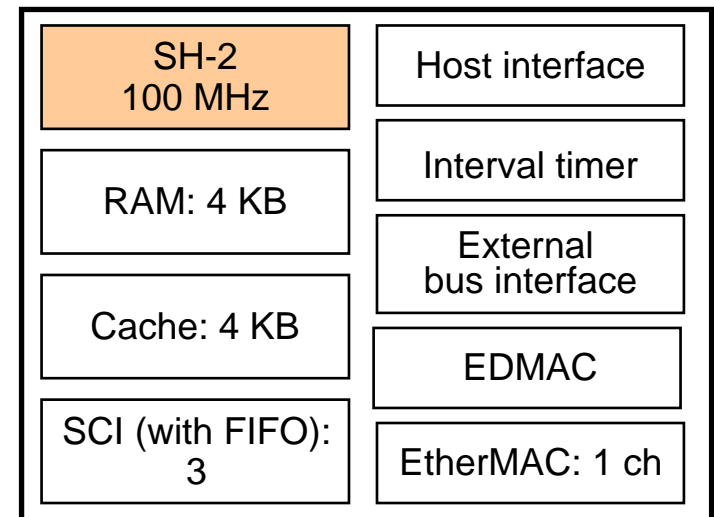 SH-2
100 MHz
RAM: 4 KB
Cache: 4 KB
SCI (with FIFO):
3
Host interface
Interval timer
External
bus interface
EDMAC
EtherMAC: 1 ch